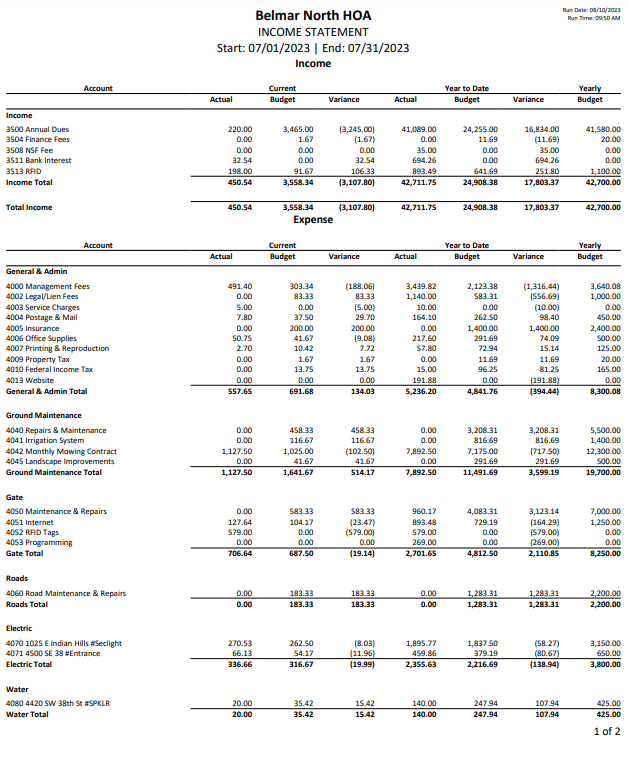 Belmar North HOA
Run Date: 08/10/2023
Run Time: 09:50 AM
INCOME STATEMENT
Start: 07/01/2023 | End: 07/31/2023
Income
Account Current Year to Date Yearly
Actual Budget Variance Actual Budget Variance Budget
Income
3500 Annual Dues 220.00 3,465.00 (3,245.00) 41,089.00 24,255.00 16,834.00 41,580.00
3504 Finance Fees 0.00 1.67 (1.67) 0.00 11.69 (11.69) 20.00
3508 NSF Fee 0.00 0.00 0.00 35.00 0.00 35.00 0.00
3511 Bank Interest 32.54 0.00 32.54 694.26 0.00 694.26 0.00
3513 RFID 198.00 91.67 106.33 893.49 641.69 251.80 1,100.00
Income Total 450.54 3,558.34 (3,107.80) 42,711.75 24,908.38 17,803.37 42,700.00
Total Income 450.54 3,558.34 (3,107.80) 42,711.75 24,908.38 17,803.37 42,700.00
Expense
Account Current Year to Date Yearly
Actual Budget Variance Actual Budget Variance Budget
General & Admin
4000 Management Fees 491.40 303.34 (188.06) 3,439.82 2,123.38 (1,316.44) 3,640.08
4002 Legal/Lien Fees 0.00 83.33 83.33 1,140.00 583.31 (556.69) 1,000.00
4003 Service Charges 5.00 0.00 (5.00) 10.00 0.00 (10.00) 0.00
4004 Postage & Mail 7.80 37.50 29.70 164.10 262.50 98.40 450.00
4005 Insurance 0.00 200.00 200.00 0.00 1,400.00 1,400.00 2,400.00
4006 Office Supplies 50.75 41.67 (9.08) 217.60 291.69 74.09 500.00
4007 Printing & Reproduction 2.70 10.42 7.72 57.80 72.94 15.14 125.00
4009 Property Tax 0.00 1.67 1.67 0.00 11.69 11.69 20.00
4010 Federal Income Tax 0.00 13.75 13.75 15.00 96.25 81.25 165.00
4013 Website 0.00 0.00 0.00 191.88 0.00 (191.88) 0.00
General & Admin Total 557.65 691.68 134.03 5,236.20 4,841.76 (394.44) 8,300.08
Ground Maintenance
4040 Repairs & Maintenance 0.00 458.33 458.33 0.00 3,208.31 3,208.31 5,500.00
4041 Irrigation System 0.00 116.67 116.67 0.00 816.69 816.69 1,400.00
4042 Monthly Mowing Contract 1,127.50 1,025.00 (102.50) 7,892.50 7,175.00 (717.50) 12,300.00
4045 Landscape Improvements 0.00 41.67 41.67 0.00 291.69 291.69 500.00
Ground Maintenance Total 1,127.50 1,641.67 514.17 7,892.50 11,491.69 3,599.19 19,700.00
Gate
4050 Maintenance & Repairs 0.00 583.33 583.33 960.17 4,083.31 3,123.14 7,000.00
4051 Internet 127.64 104.17 (23.47) 893.48 729.19 (164.29) 1,250.00
4052 RFID Tags 579.00 0.00 (579.00) 579.00 0.00 (579.00) 0.00
4053 Programming 0.00 0.00 0.00 269.00 0.00 (269.00) 0.00
Gate Total 706.64 687.50 (19.14) 2,701.65 4,812.50 2,110.85 8,250.00
Roads
4060 Road Maintenance & Repairs 0.00 183.33 183.33 0.00 1,283.31 1,283.31 2,200.00
Roads Total 0.00 183.33 183.33 0.00 1,283.31 1,283.31 2,200.00
Electric
4070 1025 E Indian Hills #Seclight 270.53 262.50 (8.03) 1,895.77 1,837.50 (58.27) 3,150.00
4071 4500 SE 38 #Entrance 66.13 54.17 (11.96) 459.86 379.19 (80.67) 650.00
Electric Total 336.66 316.67 (19.99) 2,355.63 2,216.69 (138.94) 3,800.00
Water
4080 4420 SW 38th St #SPKLR 20.00 35.42 15.42 140.00 247.94 107.94 425.00
Water Total 20.00 35.42 15.42 140.00 247.94 107.94 425.00
1 of 2